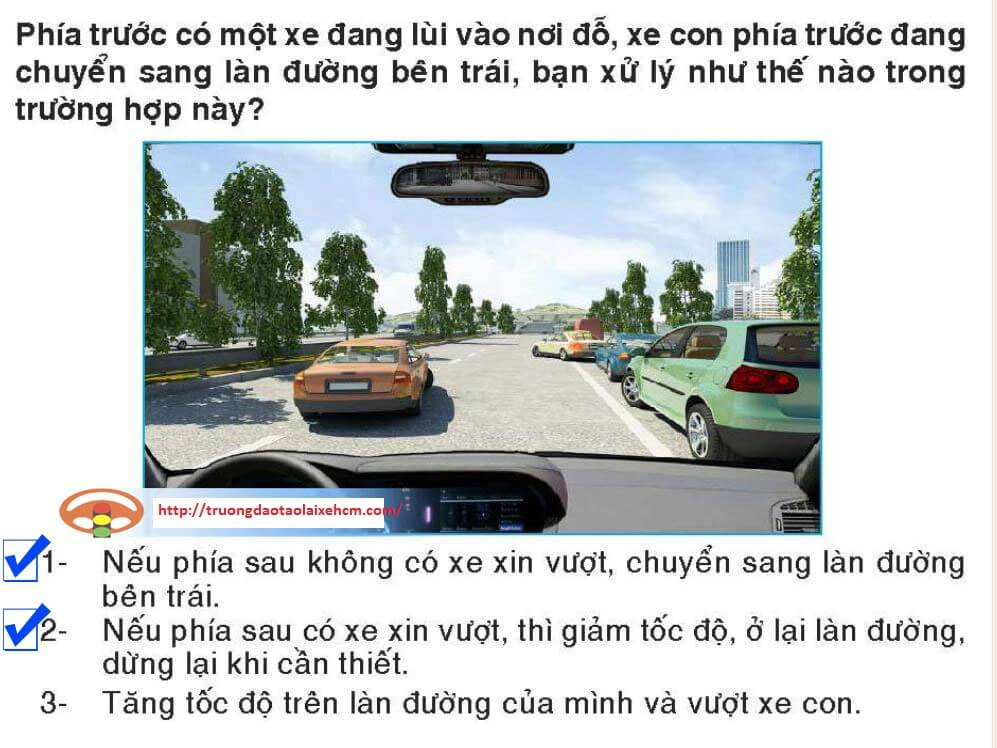 Phía trước có một xe đang lùi vào nơi đỗ, xe con phía trước đang
chuyển sang làn đường bên trái, bạn xử lý như thế nào trong
trường hợp này?
http://truongdaotaolaixehcm.com/
1- Nếu phía sau không có xe xin vượt, chuyển sang làn đường
bên trái.
2- Nếu phía sau có xe xin vượt, thì giảm tốc độ, ở lại làn đường,
dừng lại khi cần thiết.
3- Tăng tốc độ trên làn đường của mình và vượt xe con.